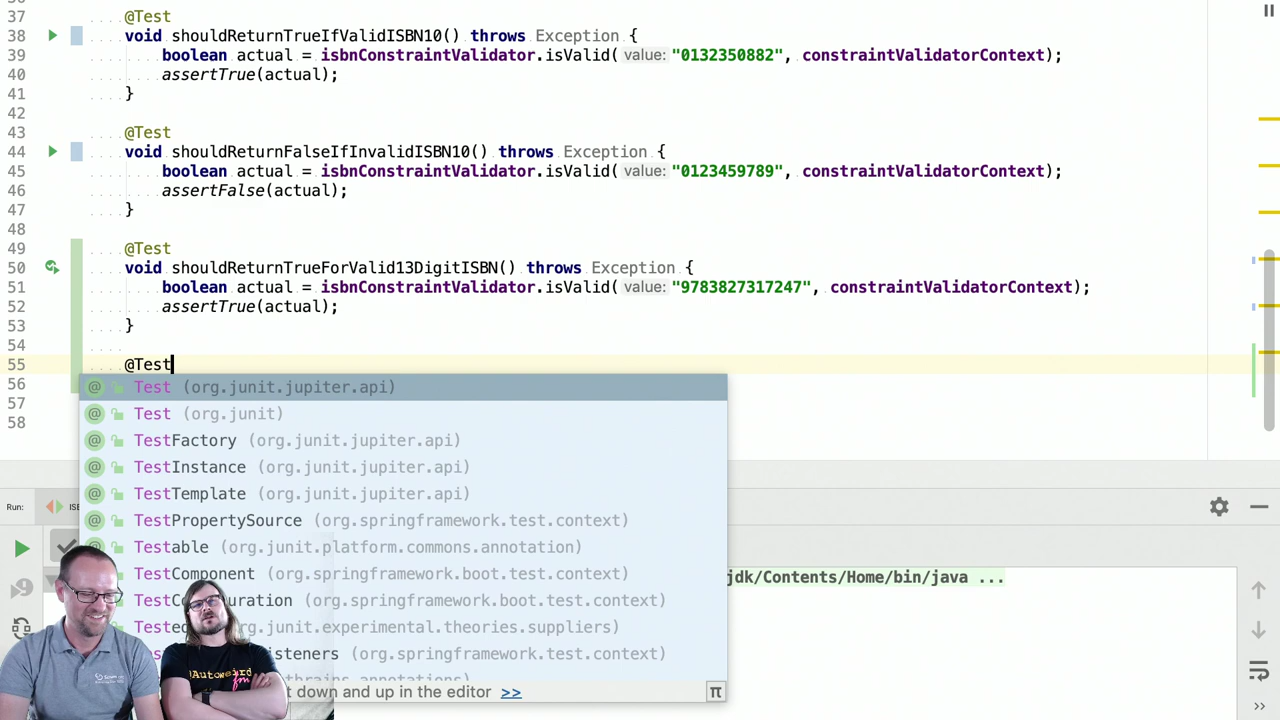 37 @Test
38 void shouldReturnTrueIfValidISBN10() throws Exception {
39 boolean actual = isbnConstraintValidator.isValid( value: "0132350882", constraintValidatorContext);
40 assertTrue(actual);
41 }
42
43 @Test
44 void shouldReturnFalseIfInvalidISBN10() throws Exception {
45 boolean actual = isbnConstraintValidator.isValid( value: "0123459789", constraintValidatorContext);
46 assertFalse(actual);
47 }
48
49 @Test
50 void shouldReturnTrueForValid13DigitISBN() throws Exception {
51 boolean actual = isbnConstraintValidator.isValid( value: "9783827317247", constraintValidatorContext);
52 assertTrue(actual);
53 }
54
55 @Test
56
57
58
@ Test (org.junit.jupiter.api)
@ Test (org.junit)
@ TestFactory (org.junit.jupiter.api)
@ TestInstance (org.junit.jupiter.api)
@ TestTemplate (org.junit.jupiter.api)
@ TestPropertySource (org.springframework.test.context)
@ Testable (org.junit.platform.commons.annotation)
@ TestComponent (org.springframework.boot.test.context)
(org.springframework.boot.test.context)
(org.springframework.test.context)
down and up in the editor >>
π
Run:
jdk/Contents/Home/bin/java ...
@Autoweird
fm